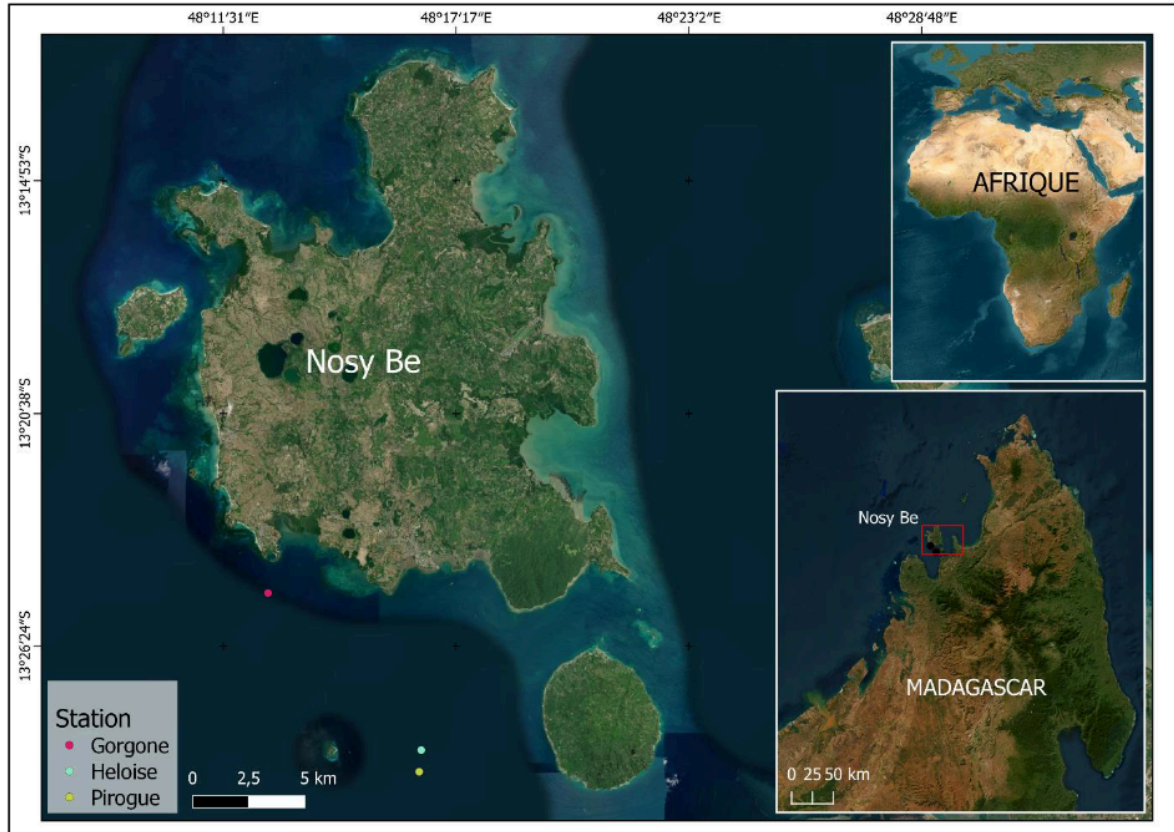 48°11'31"E 48°17'17"E 48°23'2"E 48°28'48"E
13°14'53"S
13°20'38"S
13°26'24"S
AFRIQUE
Nosy Be
Nosy Be
MADAGASCAR
Station
Gorgone
Heloise
Pirogue
0 2,5 5 km
0 25 50 km